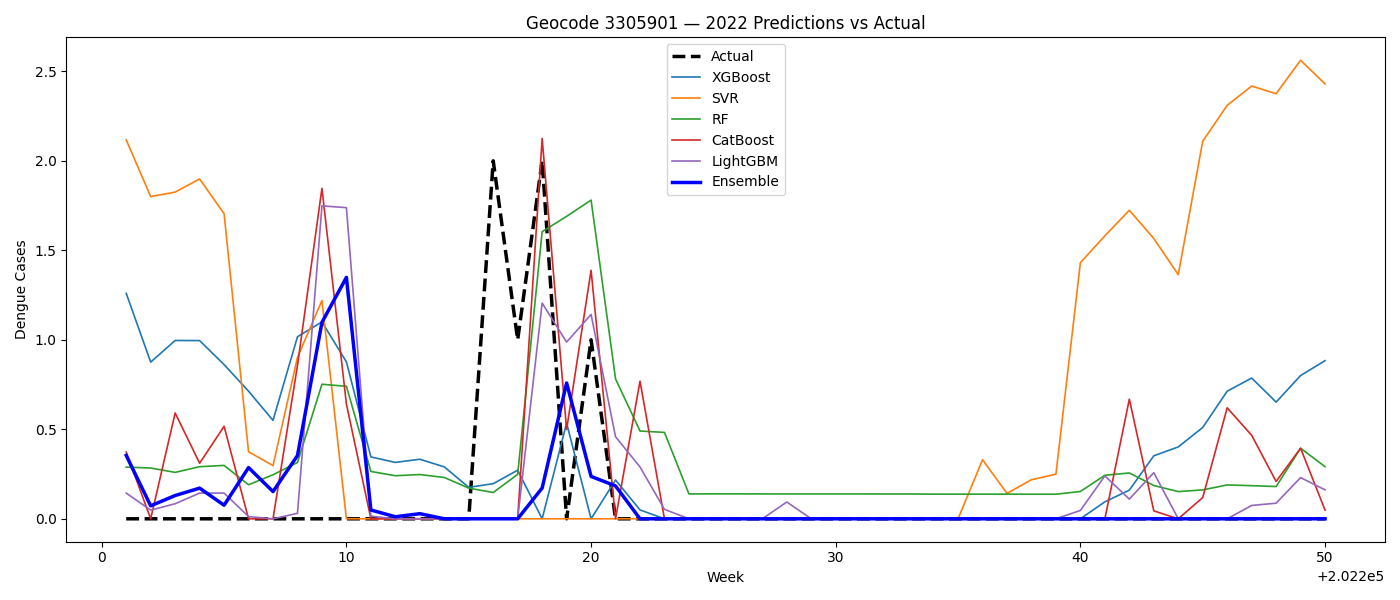 Geocode 3305901 — 2022 Predictions vs Actual
Dengue Cases
2.5
2.0
1.5
1.0
0.5
0.0
Actual
XGBoost
SVR
RF
CatBoost
LightGBM
Ensemble
0 10 20 30 40 50
Week
+2.022e5